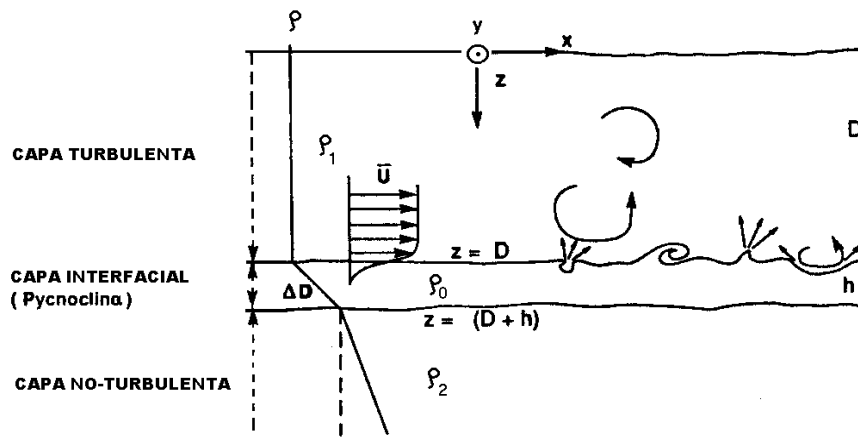 ρ
y
x
z
CAPA TURBULENTA
ρ1
D
U̅
z = D
CAPA INTERFACIAL
( Pycnoclina)
ΔD
ρ0
h
z = (D + h)
CAPA NO-TURBULENTA
ρ2